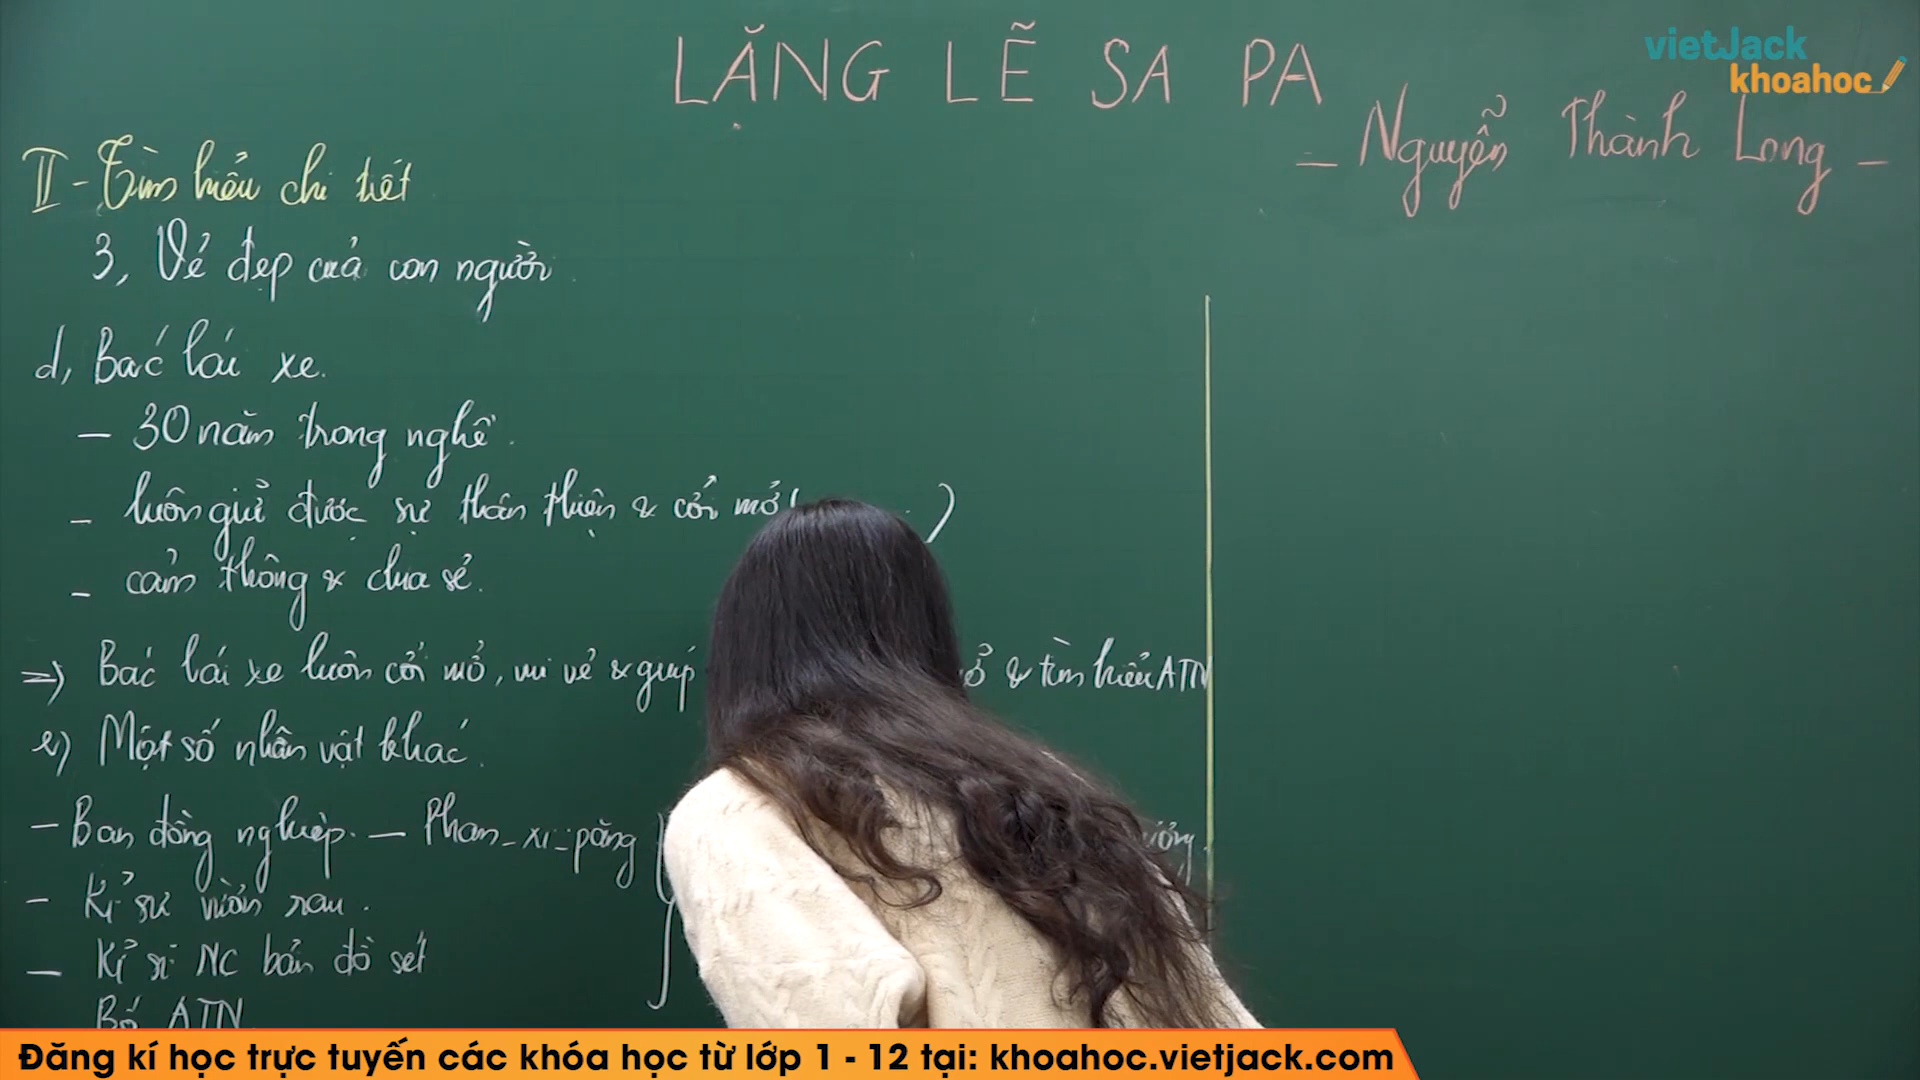 vietJack
khoahoc
LẶNG LẼ SA PA
- Nguyễn Thành Long -
II - Tìm hiểu chi tiết
3, Vẻ đẹp của con người
d, Bác lái xe.
- 30 năm trong nghề.
- luôn giữ được sự thân thiện & cởi mở ( )
- cảm thông & chia sẻ.
=> Bác lái xe luôn cởi mở, vui vẻ & giúp & tìm hiểu ATN
e) Một số nhân vật khác.
- Bạn đồng nghiệp. - Phan_xi_păng {
- Kĩ sư vườn rau.
- Kĩ sư NC bản đồ sét
Bố ATN
Đăng kí học trực tuyến các khóa học từ lớp 1 - 12 tại: khoahoc.vietjack.com